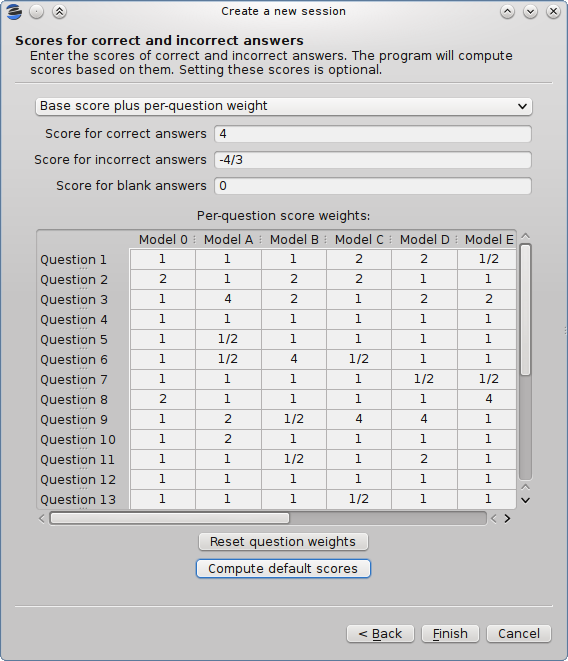 Create a new session
Scores for correct and incorrect answers
Enter the scores of correct and incorrect answers. The program will compute
scores based on them. Setting these scores is optional.
Base score plus per-question weight
Score for correct answers 4
Score for incorrect answers -4/3
Score for blank answers 0
Per-question score weights:
Model 0 Model A Model B Model C Model D Model E
Question 1 1 1 1 2 2 1/2
Question 2 2 1 2 2 1 1
Question 3 1 4 2 1 2 2
Question 4 1 1 1 1 1 1
Question 5 1 1/2 1 1 1 1
Question 6 1 1/2 4 1/2 1 1
Question 7 1 1 1 1 1/2 1/2
Question 8 2 1 1 1 1 4
Question 9 1 2 1/2 4 4 1
Question 10 1 2 1 1 1 1
Question 11 1 1 1/2 1 2 1
Question 12 1 1 1 1 1 1
Question 13 1 1 1 1/2 1 1
Reset question weights
Compute default scores
< Back Finish Cancel